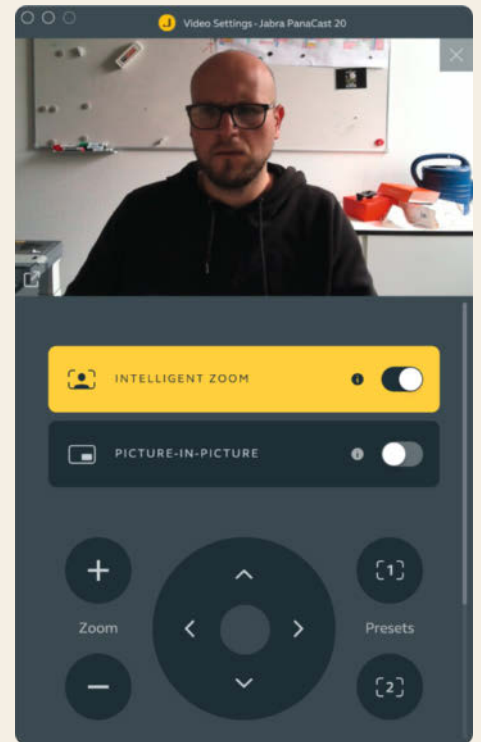 Video Settings - Jabra PanaCast 20
INTELLIGENT ZOOM
PICTURE-IN-PICTURE
Zoom
1
Presets
2